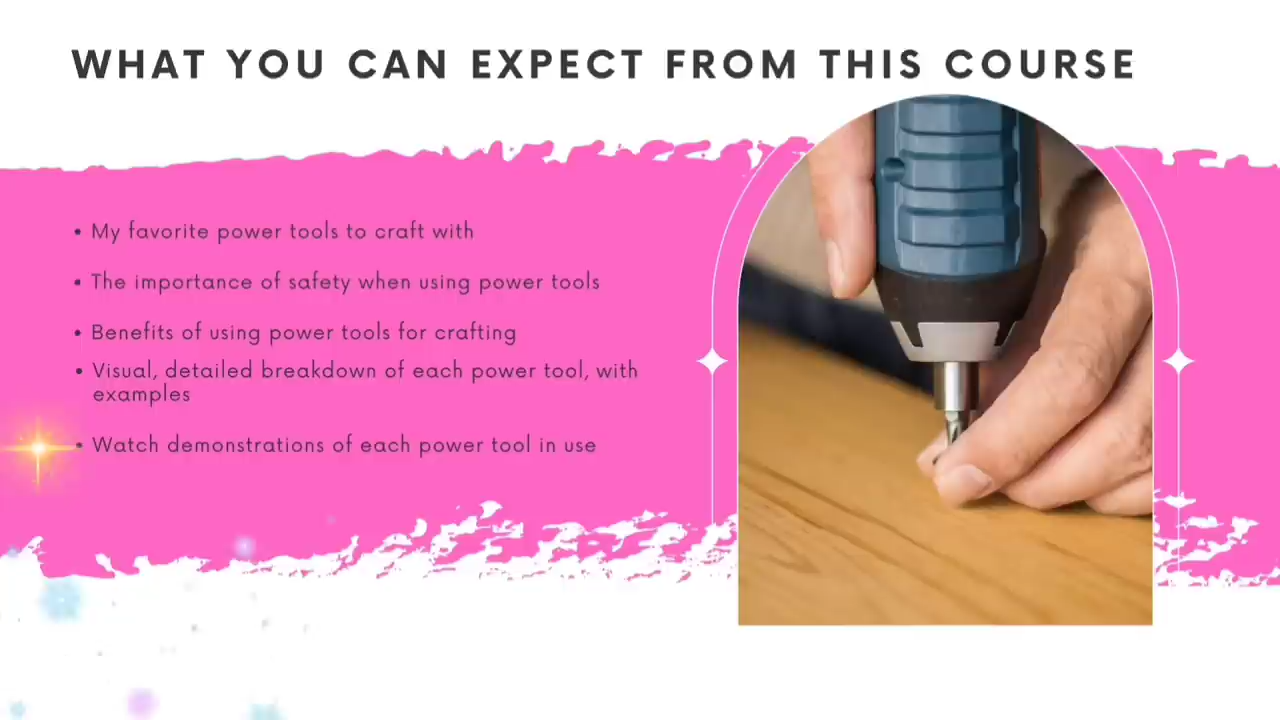 WHAT YOU CAN EXPECT FROM THIS COURSE
• My favorite power tools to craft with
• The importance of safety when using power tools
• Benefits of using power tools for crafting
• Visual, detailed breakdown of each power tool, with
examples
• Watch demonstrations of each power tool in use